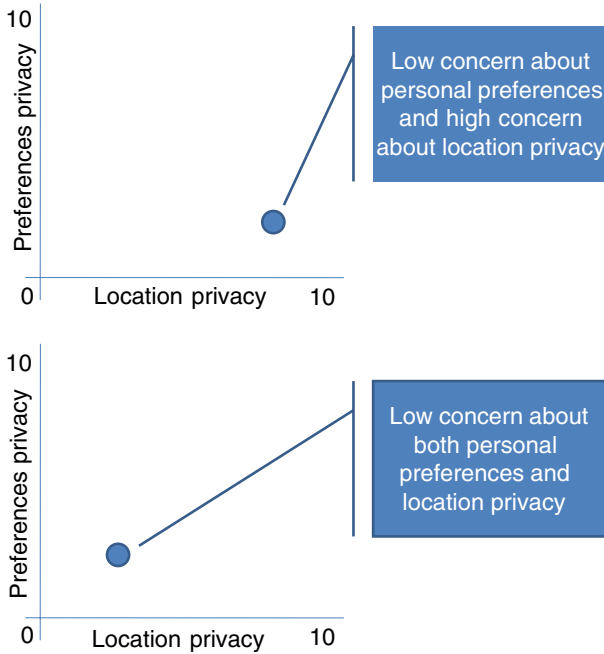 10
Preferences privacy
Low concern about
personal preferences
and high concern
about location privacy
0
Location privacy
10
10
Preferences privacy
Low concern about
both personal
preferences and
location privacy
0
Location privacy
10